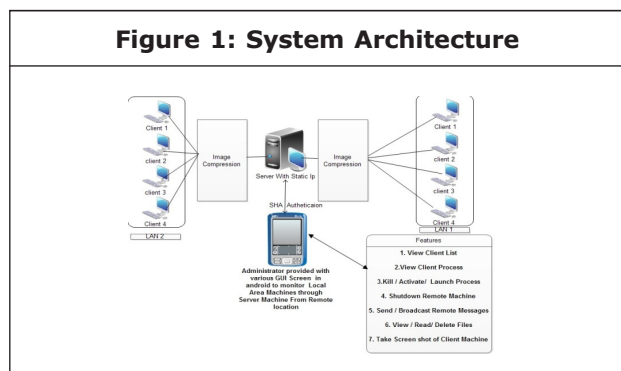 Figure 1: System Architecture
Client 1
client 2
client 3
Client 4
LAN 2
Image
Compression
Server With Static Ip
Image
Compression
Client 1
client 2
client 3
Client 4
LAN 1
SHA Autheticaion
Administrator provided with
various GUI Screen in
android to monitor Local
Area Machines through
Server Machine From Remote
location
Features
1. View Client List
2.View Client Process
3.Kill / Activate/ Launch Process
4. Shutdown Remote Machine
5. Send / Broadcast Remote Messages
6. View / Read/ Delete Files
7. Take Screen shot of Client Machine